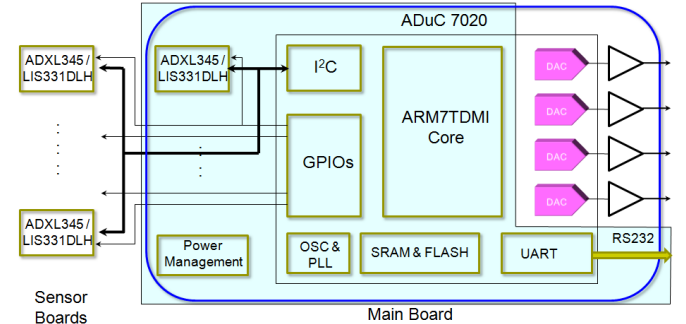 ADuC 7020
ADXL345 /
LIS331DLH
ADXL345 /
LIS331DLH
I²C
ARM7TDMI
Core
DAC
DAC
DAC
DAC
GPIOs
ADXL345 /
LIS331DLH
Power
Management
OSC &
PLL
SRAM & FLASH
UART
RS232
Sensor
Boards
Main Board